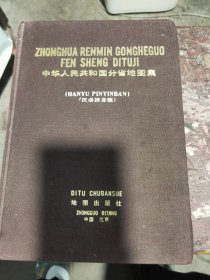 ZHONGHUA RENMIN GONGHEGUO
FEN SHENG DITUJI
中华人民共和国分省地图集
(HANYU PINYINBAN)
(汉语拼音版)
DITU CHUBANSHE
地图出版社
ZHONGGUO BEIJING
中国 北京